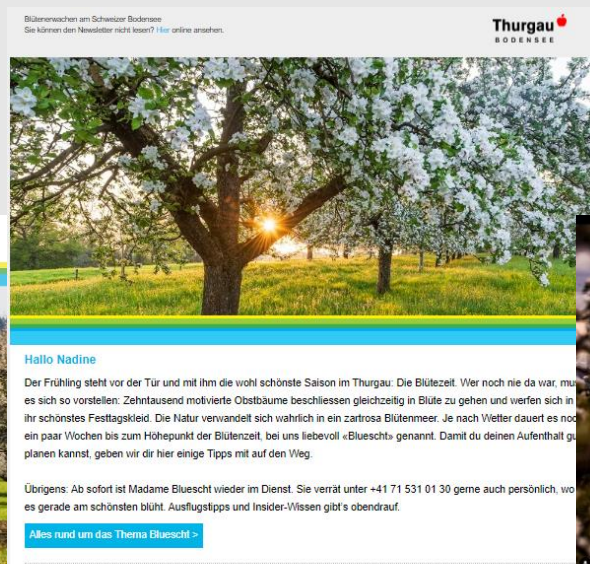 Blütenerwachen am Schweizer Bodensee
Sie können den Newsletter nicht lesen? Hier online ansehen.
Thurgau
BODENSEE
Hallo Nadine
Der Frühling steht vor der Tür und mit ihm die wohl schönste Saison im Thurgau: Die Blütezeit. Wer noch nie da war, mus
es sich so vorstellen: Zehntausend motivierte Obstbäume beschliessen gleichzeitig in Blüte zu gehen und werfen sich in
ihr schönstes Festtagskleid. Die Natur verwandelt sich wahrlich in ein zartrosa Blütenmeer. Je nach Wetter dauert es noc
ein paar Wochen bis zum Höhepunkt der Blütenzeit, bei uns liebevoll «Bluescht» genannt. Damit du deinen Aufenthalt gu
planen kannst, geben wir dir hier einige Tipps mit auf den Weg.
Übrigens: Ab sofort ist Madame Bluescht wieder im Dienst. Sie verrät unter +41 71 531 01 30 gerne auch persönlich, wo
es gerade am schönsten blüht. Ausflugstipps und Insider-Wissen gibt's obendrauf.
Alles rund um das Thema Bluescht >